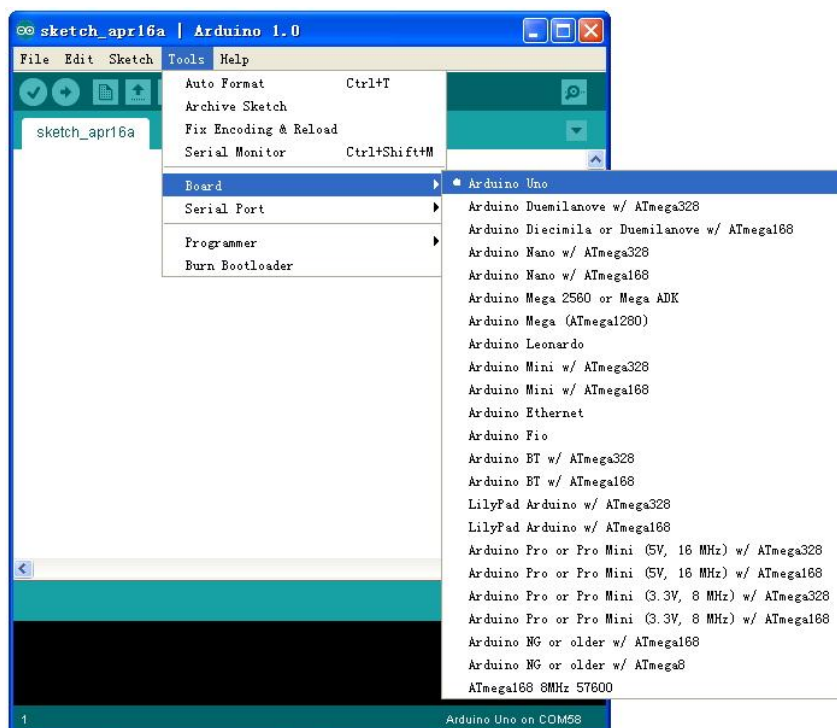 sketch_apr16a | Arduino 1.0
File Edit Sketch Tools Help
sketch_apr16a
Auto Format Ctrl+T
Archive Sketch
Fix Encoding & Reload
Serial Monitor Ctrl+Shift+M
Board
Serial Port
Programmer
Burn Bootloader
Arduino Uno
Arduino Duemilanove w/ ATmega328
Arduino Diecimila or Duemilanove w/ ATmega168
Arduino Nano w/ ATmega328
Arduino Nano w/ ATmega168
Arduino Mega 2560 or Mega ADK
Arduino Mega (ATmega1280)
Arduino Leonardo
Arduino Mini w/ ATmega328
Arduino Mini w/ ATmega168
Arduino Ethernet
Arduino Fio
Arduino BT w/ ATmega328
Arduino BT w/ ATmega168
LilyPad Arduino w/ ATmega328
LilyPad Arduino w/ ATmega168
Arduino Pro or Pro Mini (5V, 16 MHz) w/ ATmega328
Arduino Pro or Pro Mini (5V, 16 MHz) w/ ATmega168
Arduino Pro or Pro Mini (3.3V, 8 MHz) w/ ATmega328
Arduino Pro or Pro Mini (3.3V, 8 MHz) w/ ATmega168
Arduino NG or older w/ ATmega168
Arduino NG or older w/ ATmega8
ATmega168 8MHz 57600
1 Arduino Uno on COM58